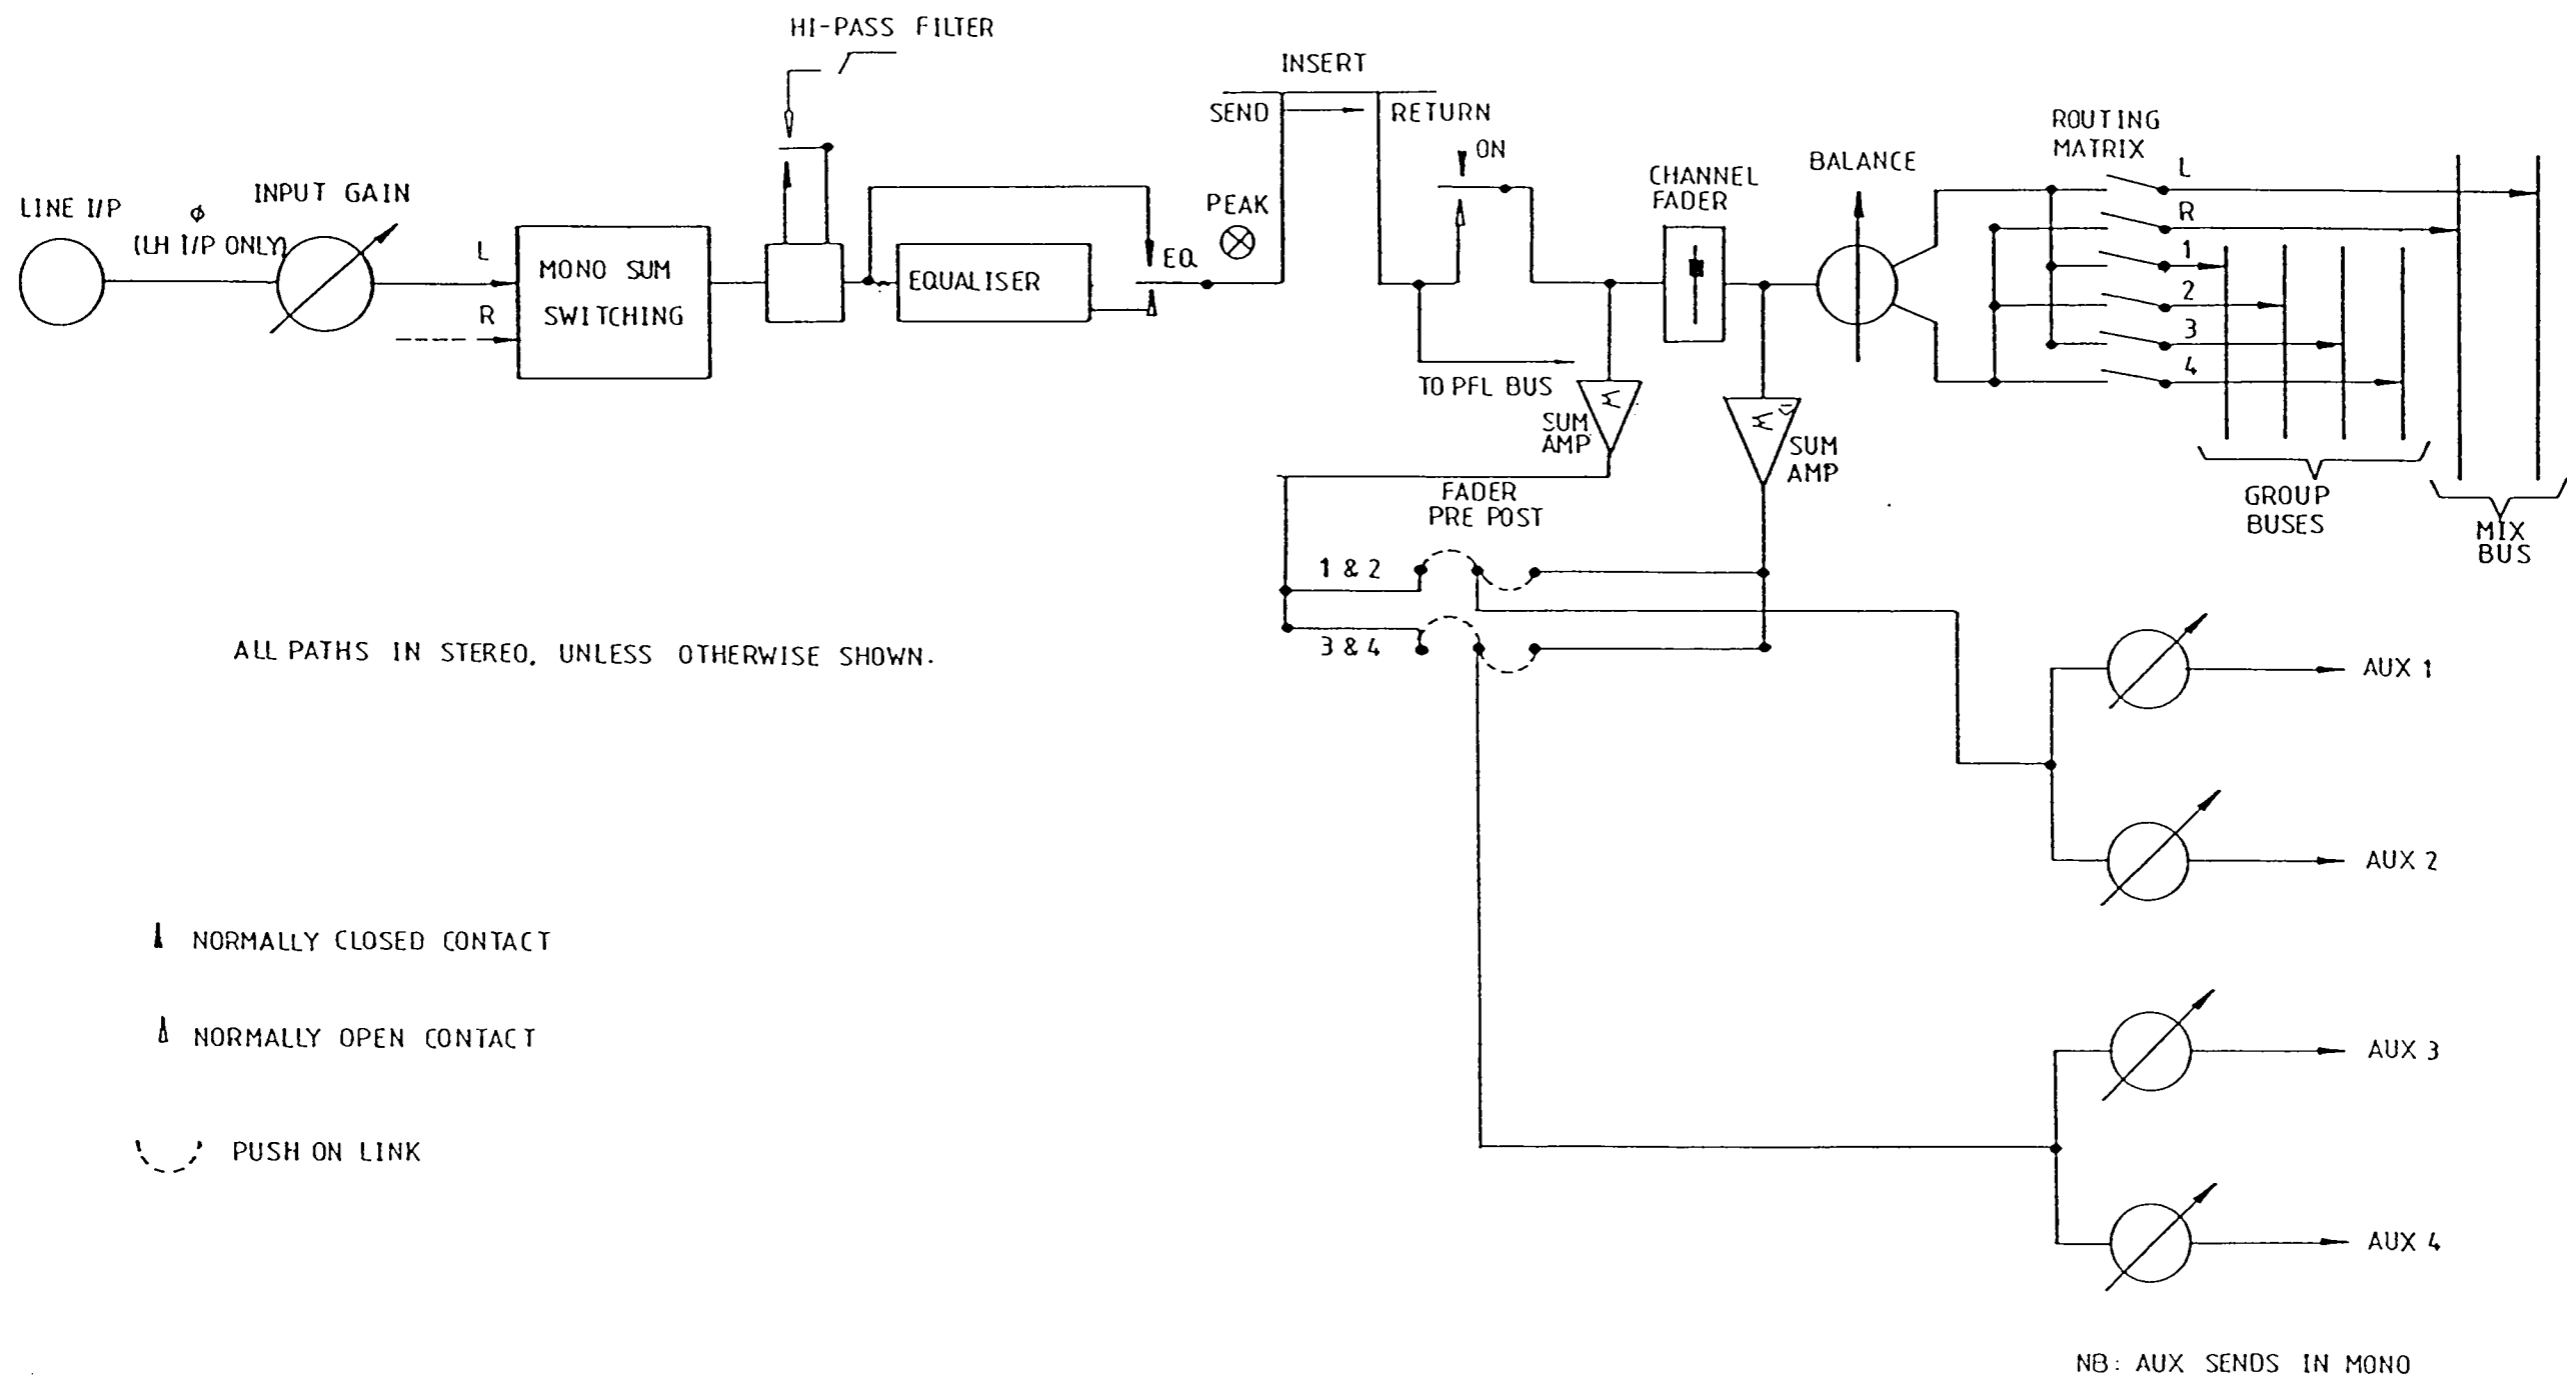 HI-PASS FILTER
INSERT
SEND
RETURN
ON
ROUTING
MATRIX
BALANCE
CHANNEL
FADER
LINE I/P
ϕ
(LH I/P ONLY)
INPUT GAIN
PEAK
L
R
MONO SUM
SWITCHING
EQUALISER
EQ
L
R
1
2
3
4
TO PFL BUS
SUM
AMP
Σ
SUM
AMP
Σ
GROUP
BUSES
MIX
BUS
FADER
PRE POST
1 & 2
3 & 4
ALL PATHS IN STEREO, UNLESS OTHERWISE SHOWN.
AUX 1
AUX 2
NORMALLY CLOSED CONTACT
NORMALLY OPEN CONTACT
PUSH ON LINK
AUX 3
AUX 4
NB: AUX SENDS IN MONO